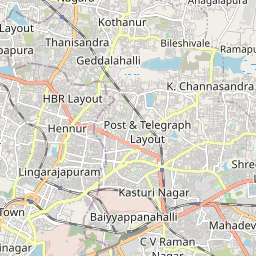 Nagara
Anagalapura
Kothanur
Thanisandra
Bileshivale
apura
Geddalahalli
Ramapu
Layout
K. Channasandra
HBR Layout
Hennur
Post & Telegraph
Layout
Shre
Lingarajapuram
Kasturi Nagar
Town
Baiyyappanahalli
Mahadev
inagar
C V Raman
Nagar